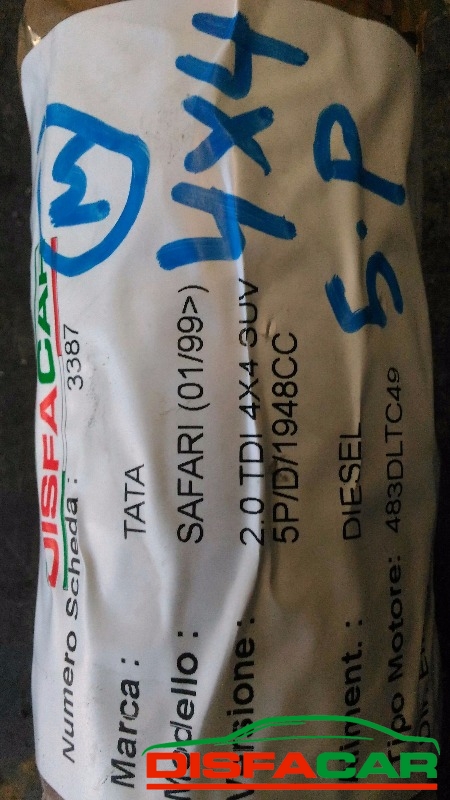 M 4X4 5.P
DISFACAR
Numero Scheda : 3387
Marca : TATA
Modello : SAFARI (01/99>)
Versione : 2.0 TDI 4X4 SUV
5P/D/1948CC
Aliment. : DIESEL
Tipo Motore: 483DLTC49
DISFACAR